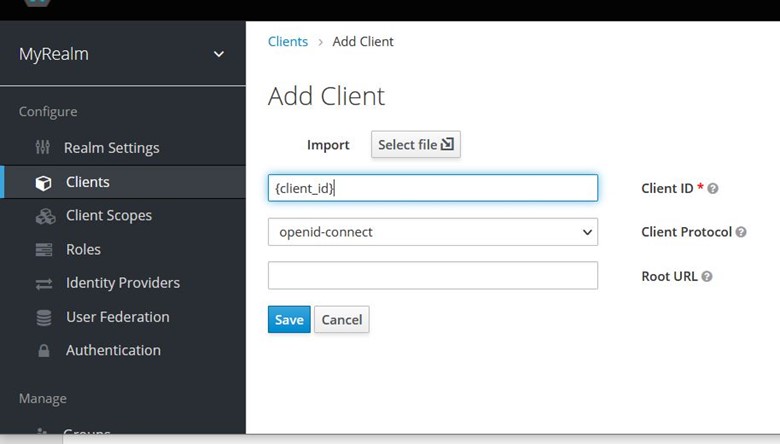 MyRealm
Configure
Realm Settings
Clients
Client Scopes
Roles
Identity Providers
User Federation
Authentication
Manage
Groups
Clients > Add Client
Add Client
Import Select file
{client_id} Client ID *
openid-connect Client Protocol
Root URL
Save Cancel